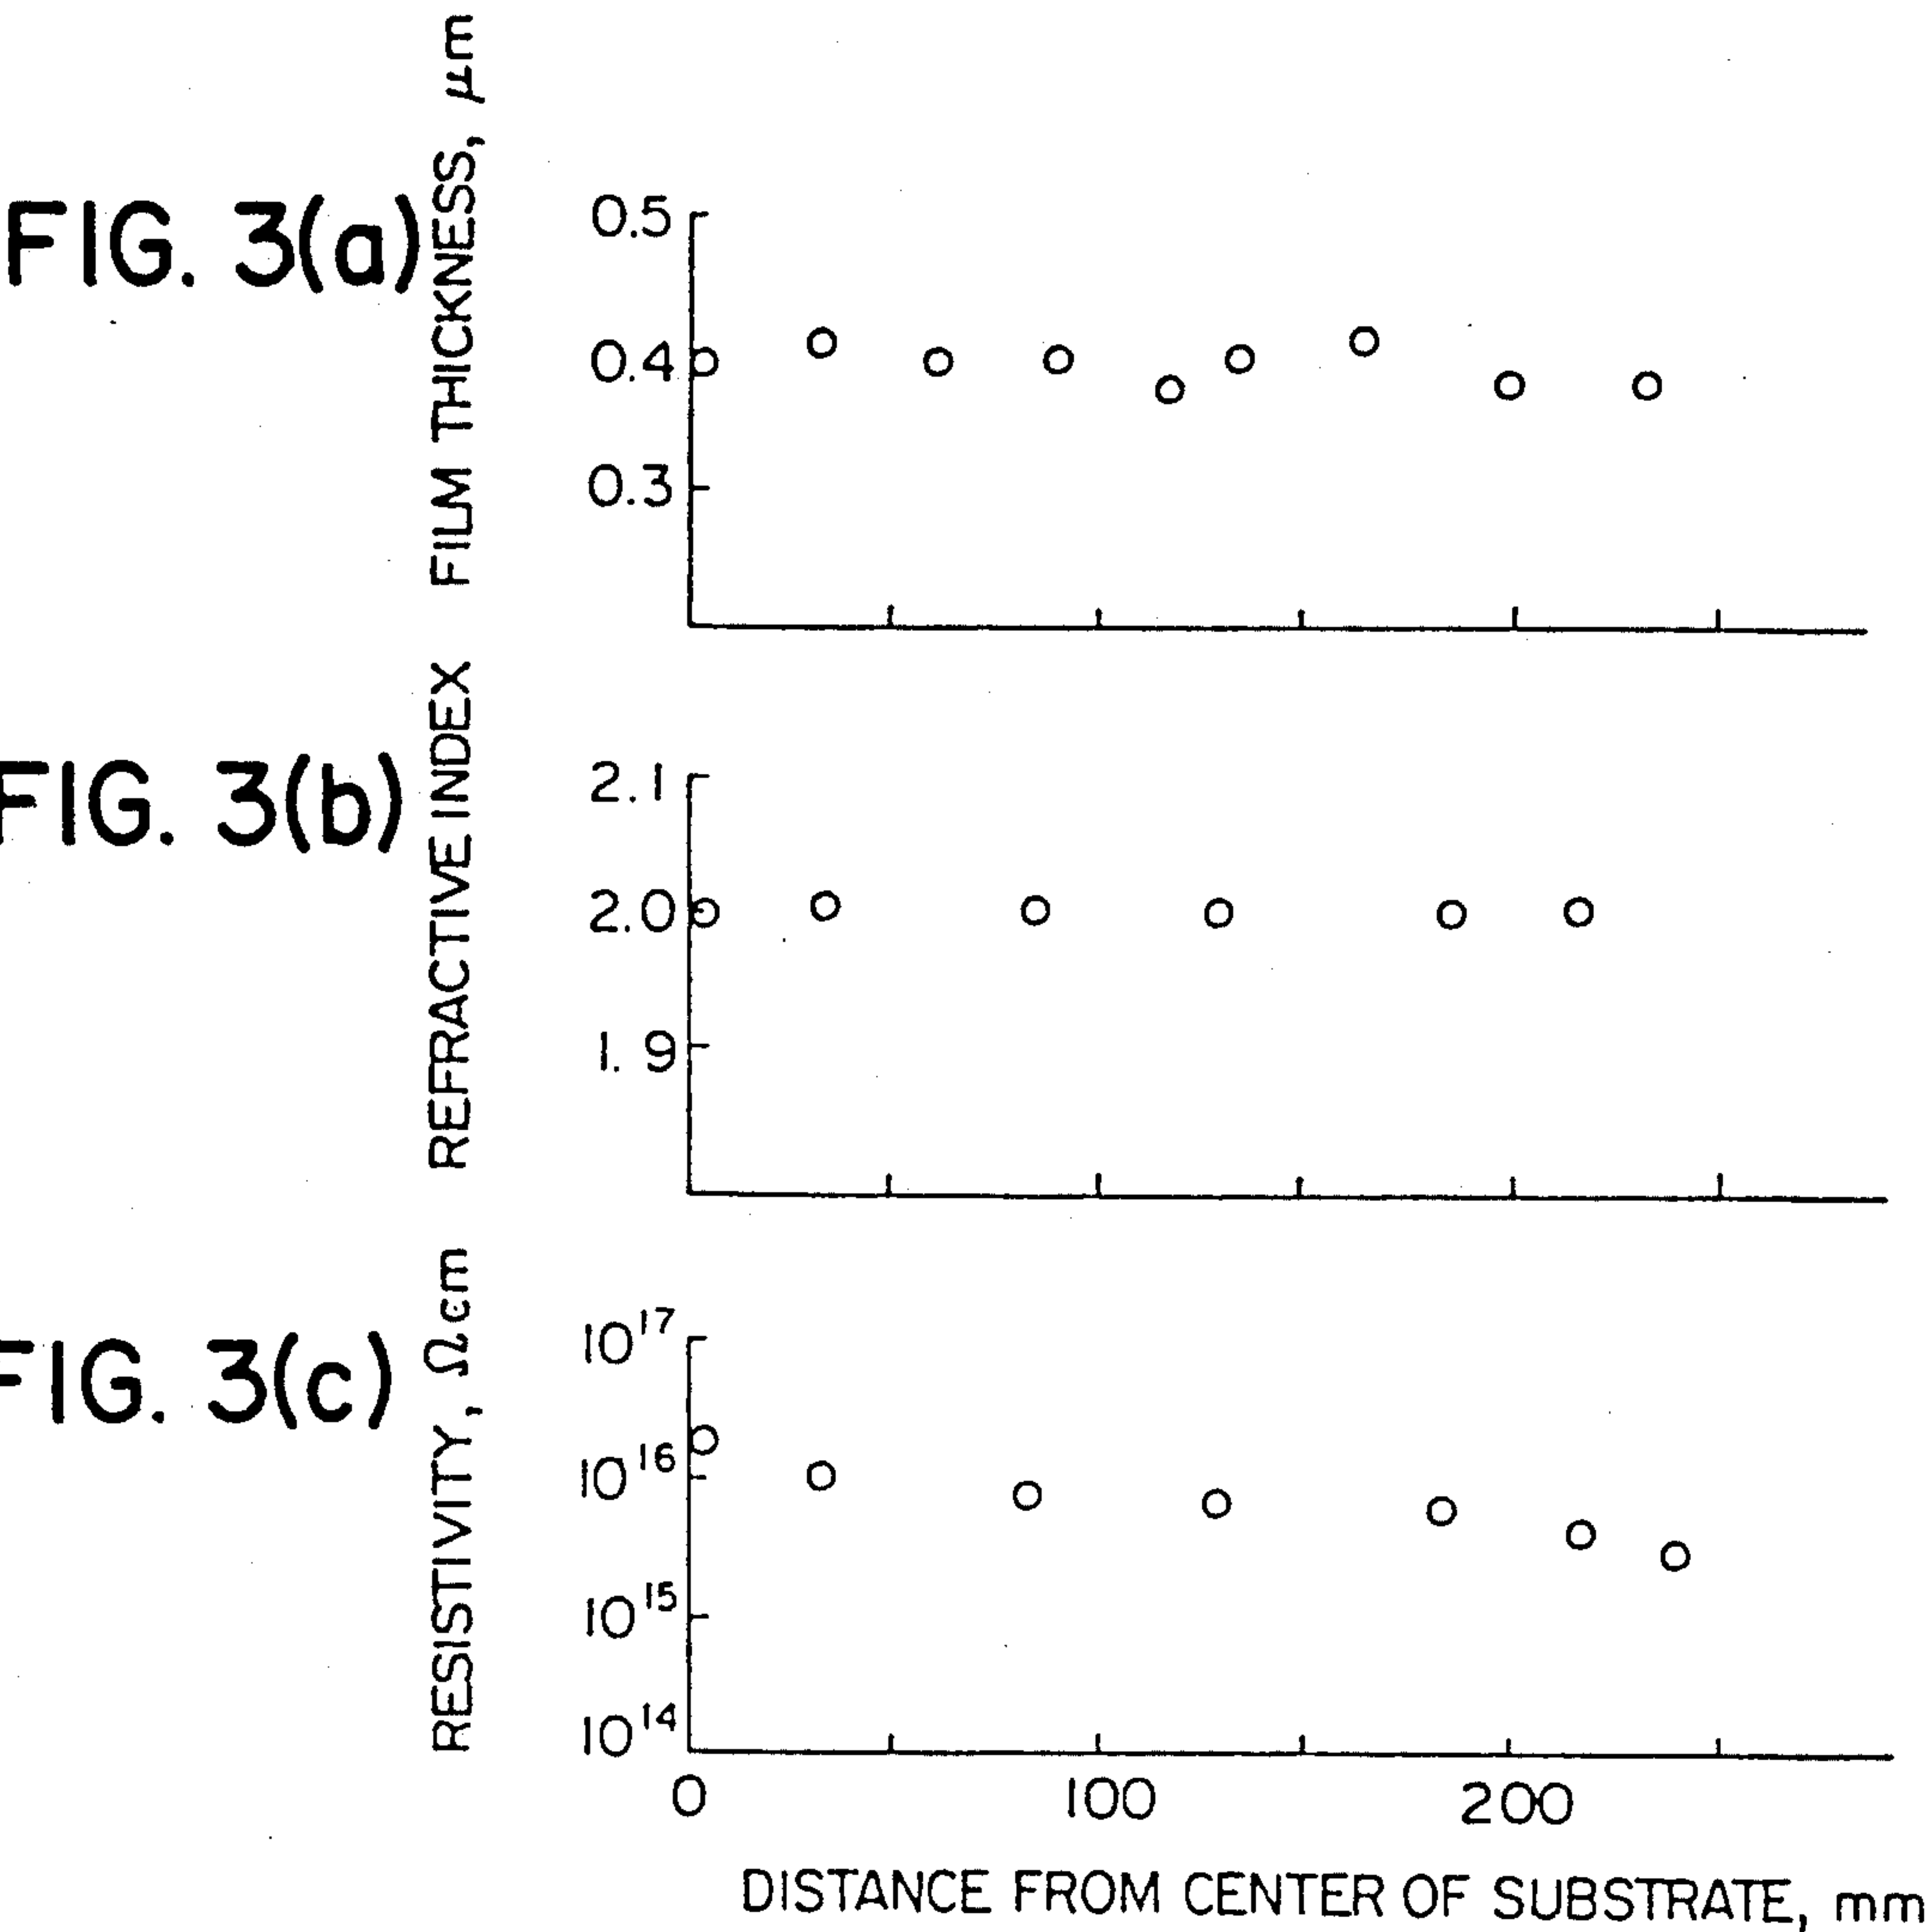 FIG. 3(a)
FILM THICKNESS, μm
0.5
0.4
0.3
FIG. 3(b)
REFRACTIVE INDEX
2.1
2.0
1.9
FIG. 3(c)
RESISTIVITY, Ωcm
10¹⁷
10¹⁶
10¹⁵
10¹⁴
0 100 200
DISTANCE FROM CENTER OF SUBSTRATE, mm